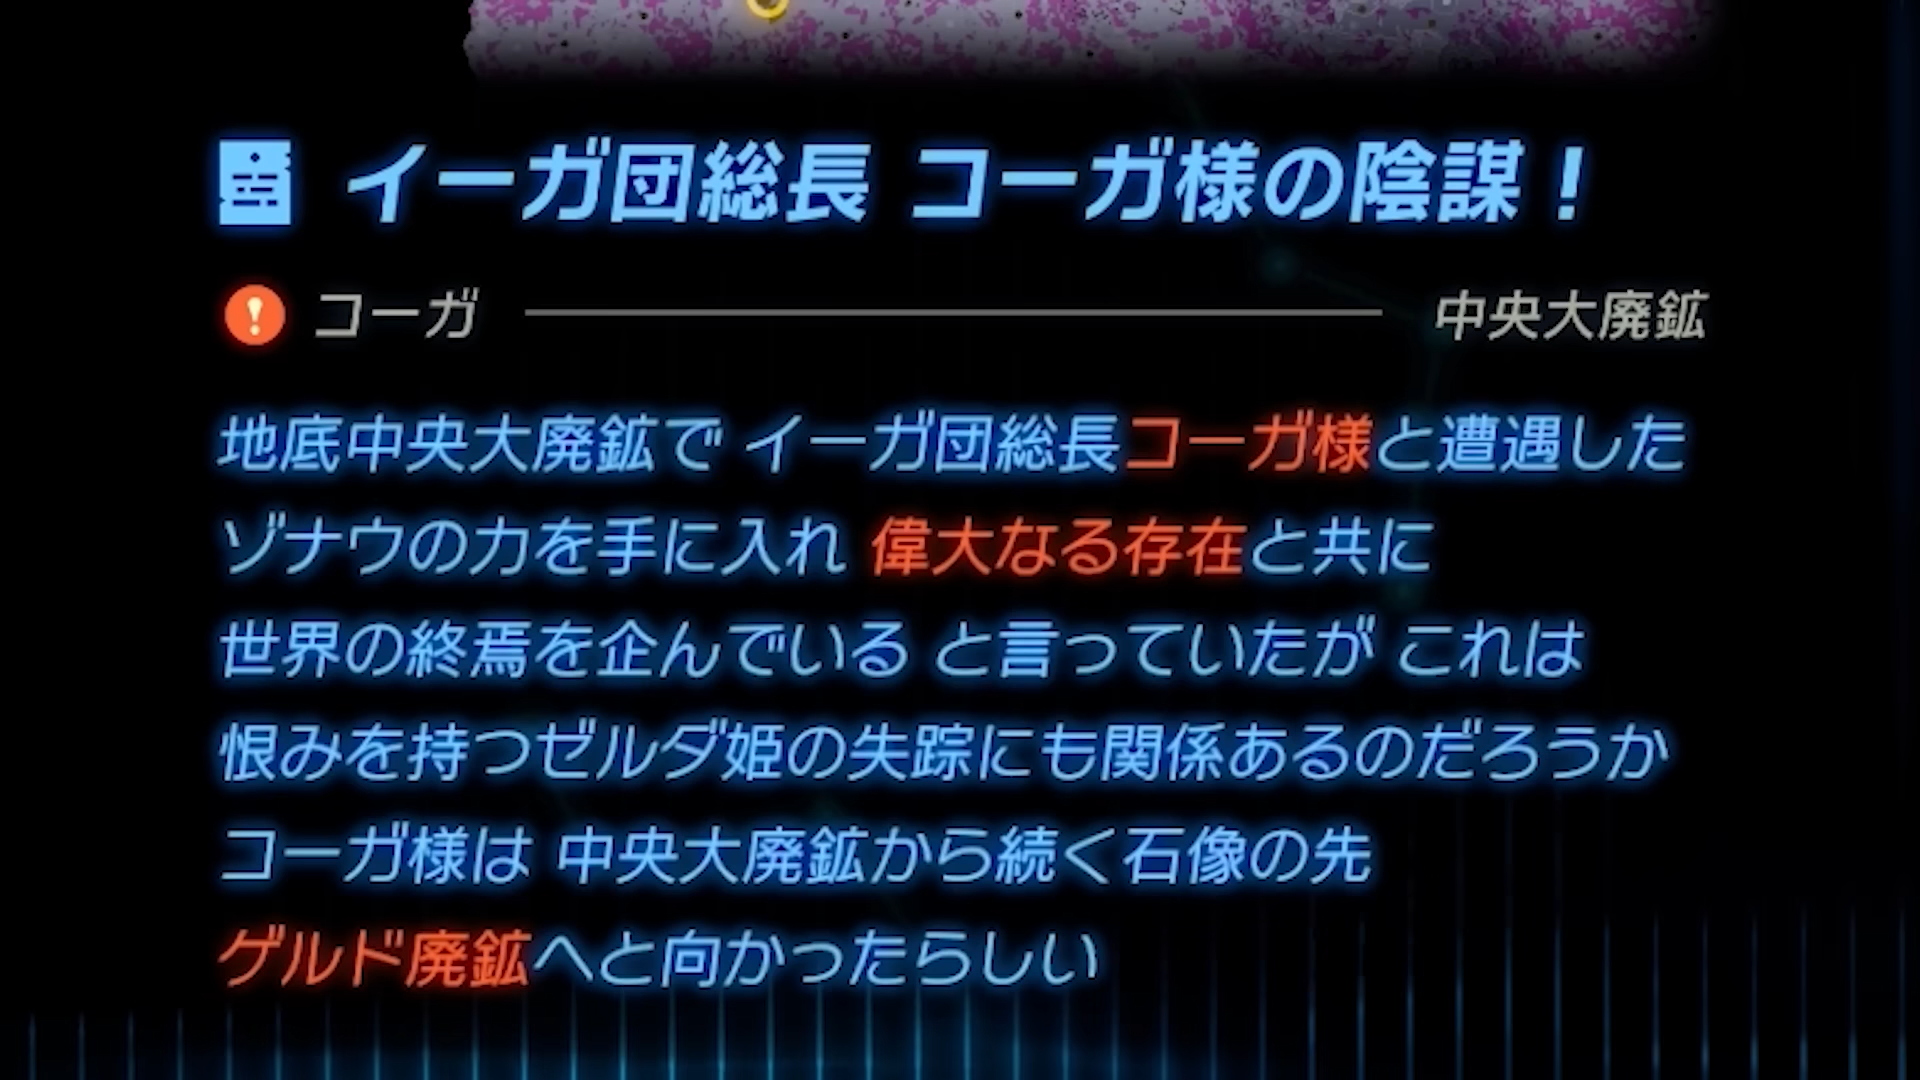 イーガ団総長 コーガ様の陰謀！
コーガ 中央大廃鉱
地底中央大廃鉱で イーガ団総長コーガ様と遭遇した
ゾナウの力を手に入れ 偉大なる存在と共に
世界の終焉を企んでいる と言っていたが これは
恨みを持つゼルダ姫の失踪にも関係あるのだろうか
コーガ様は 中央大廃鉱から続く石像の先
ゲルド廃鉱へと向かったらしい